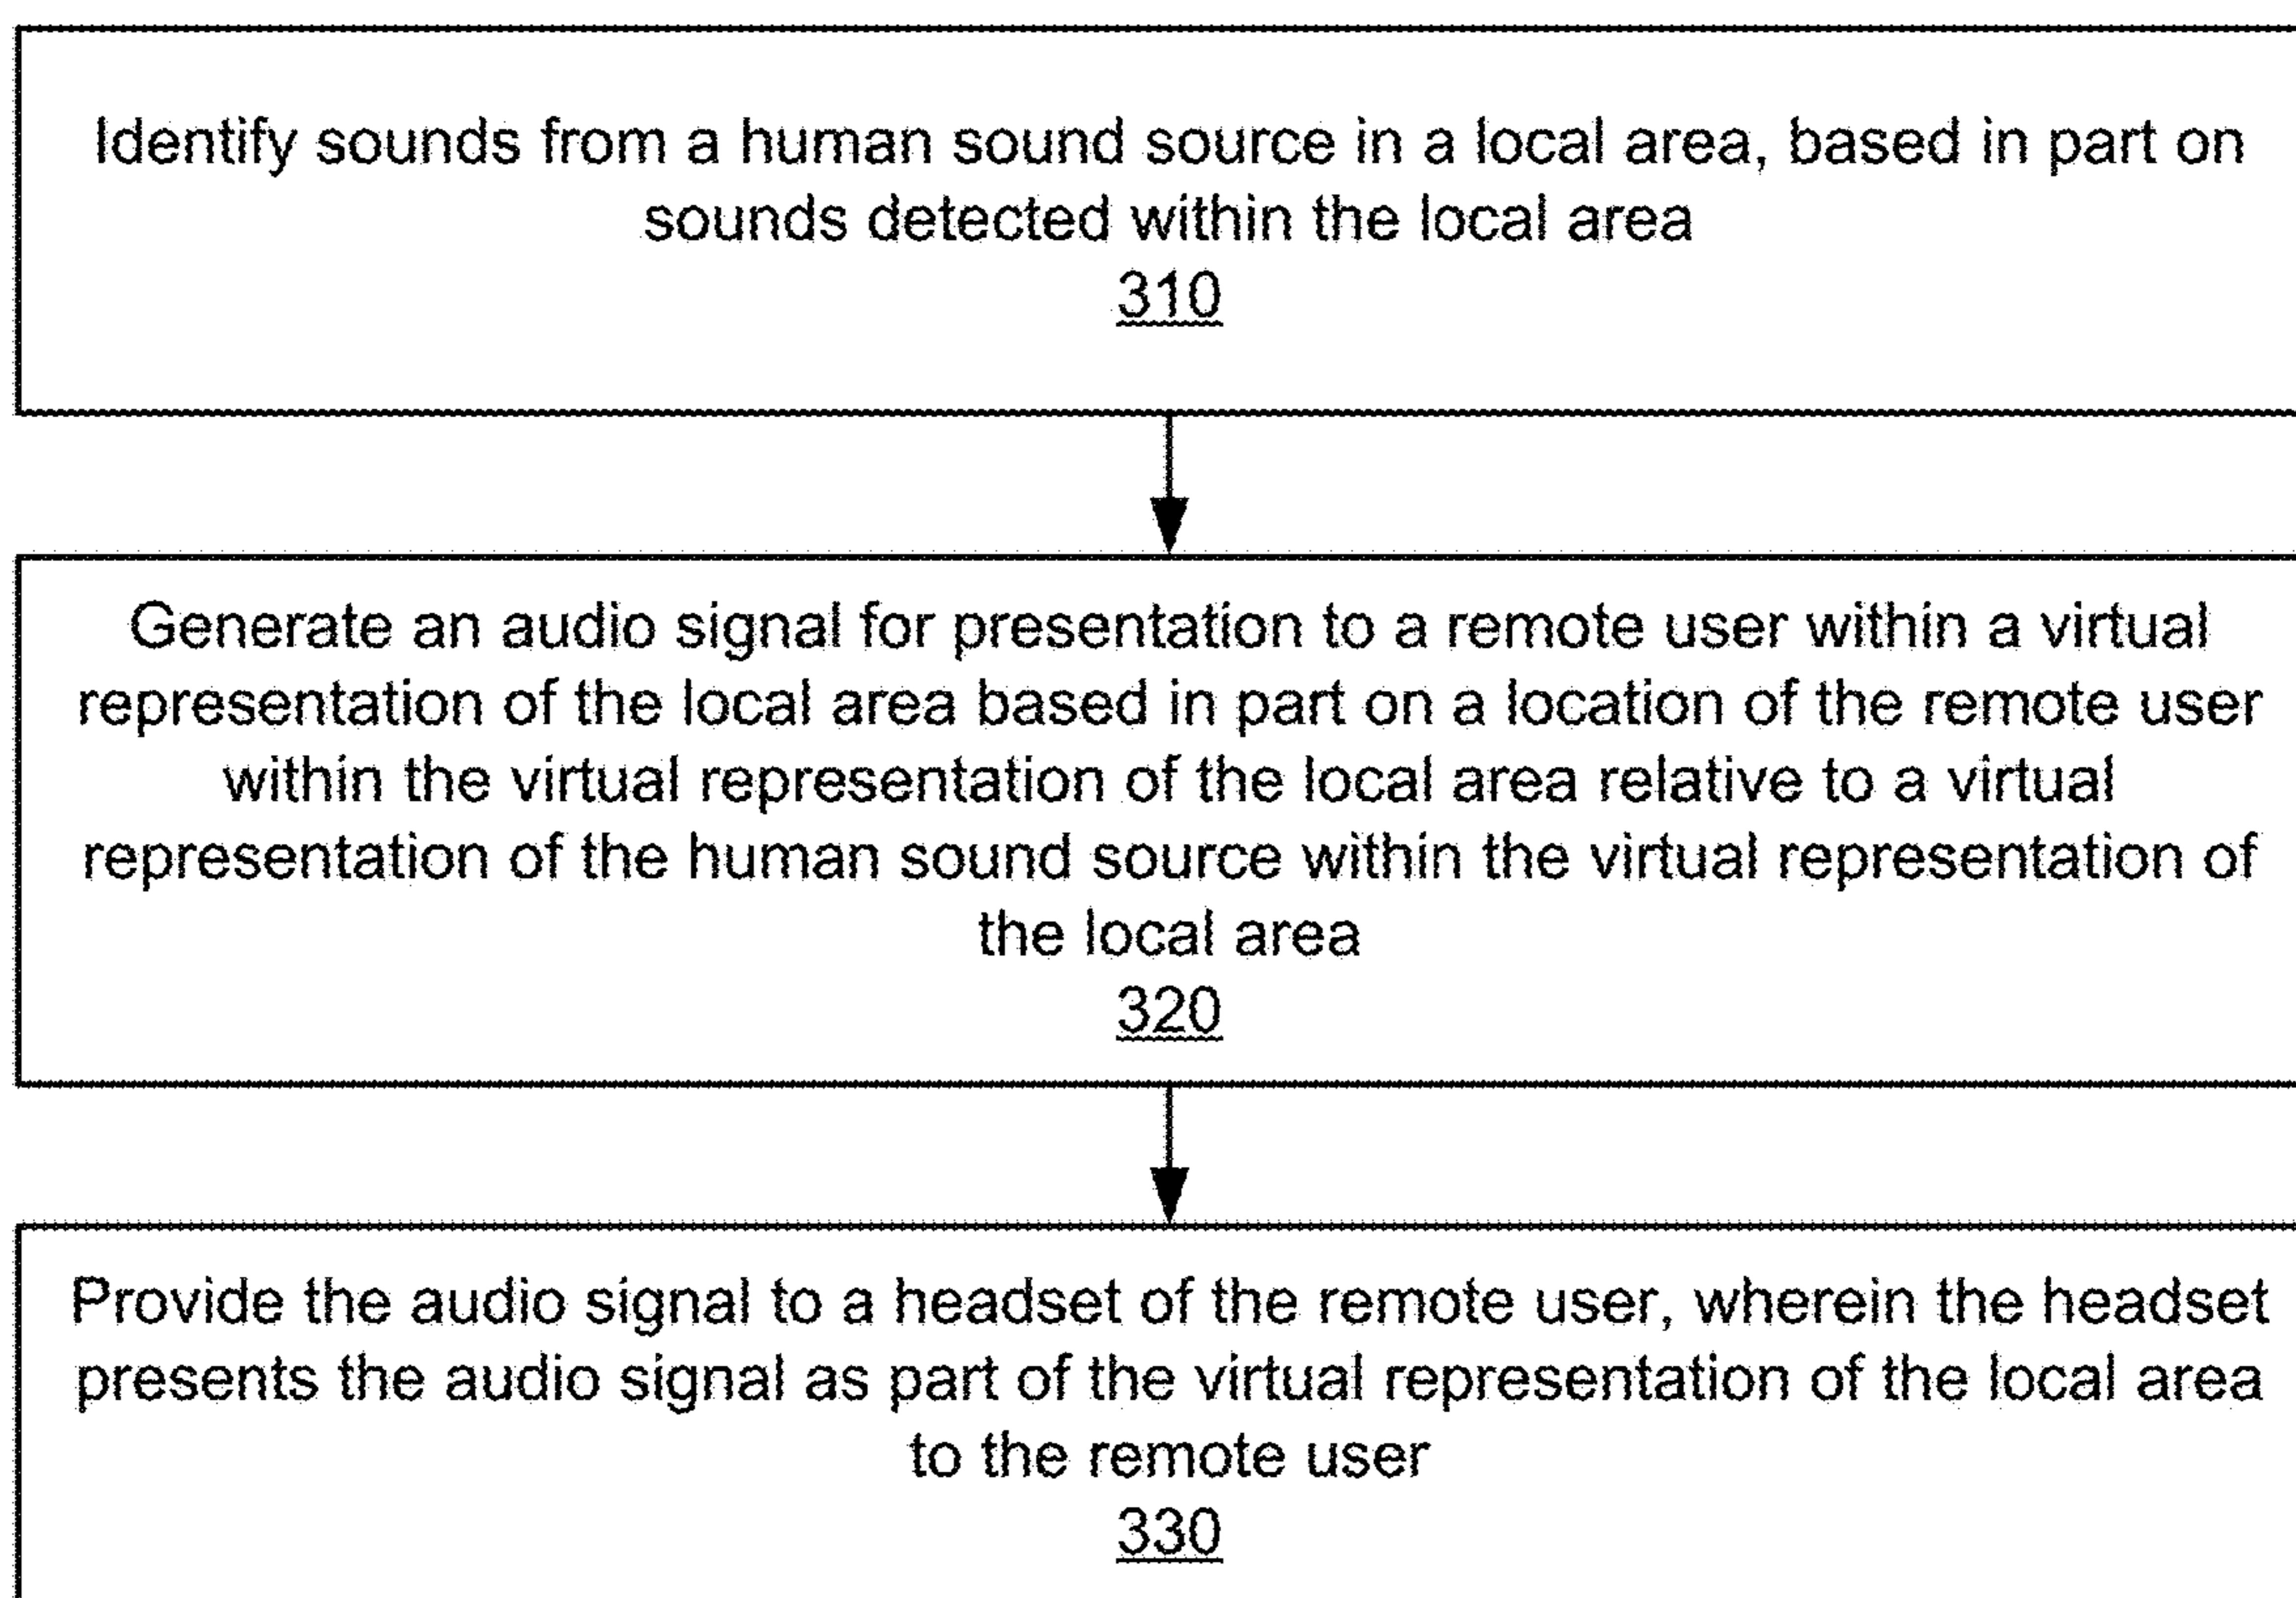 Identify sounds from a human sound source in a local area, based in part on
sounds detected within the local area
310
Generate an audio signal for presentation to a remote user within a virtual
representation of the local area based in part on a location of the remote user
within the virtual representation of the local area relative to a virtual
representation of the human sound source within the virtual representation of
the local area
320
Provide the audio signal to a headset of the remote user, wherein the headset
presents the audio signal as part of the virtual representation of the local area
to the remote user
330